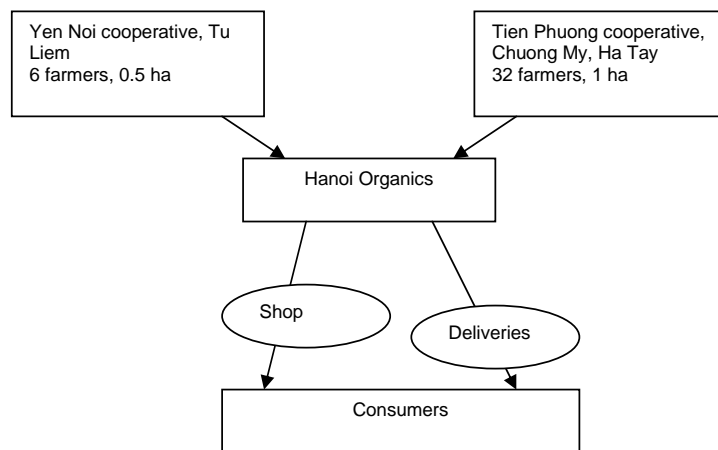 Yen Noi cooperative, Tu
Liem
6 farmers, 0.5 ha
Tien Phuong cooperative,
Chuong My, Ha Tay
32 farmers, 1 ha
Hanoi Organics
Shop
Deliveries
Consumers